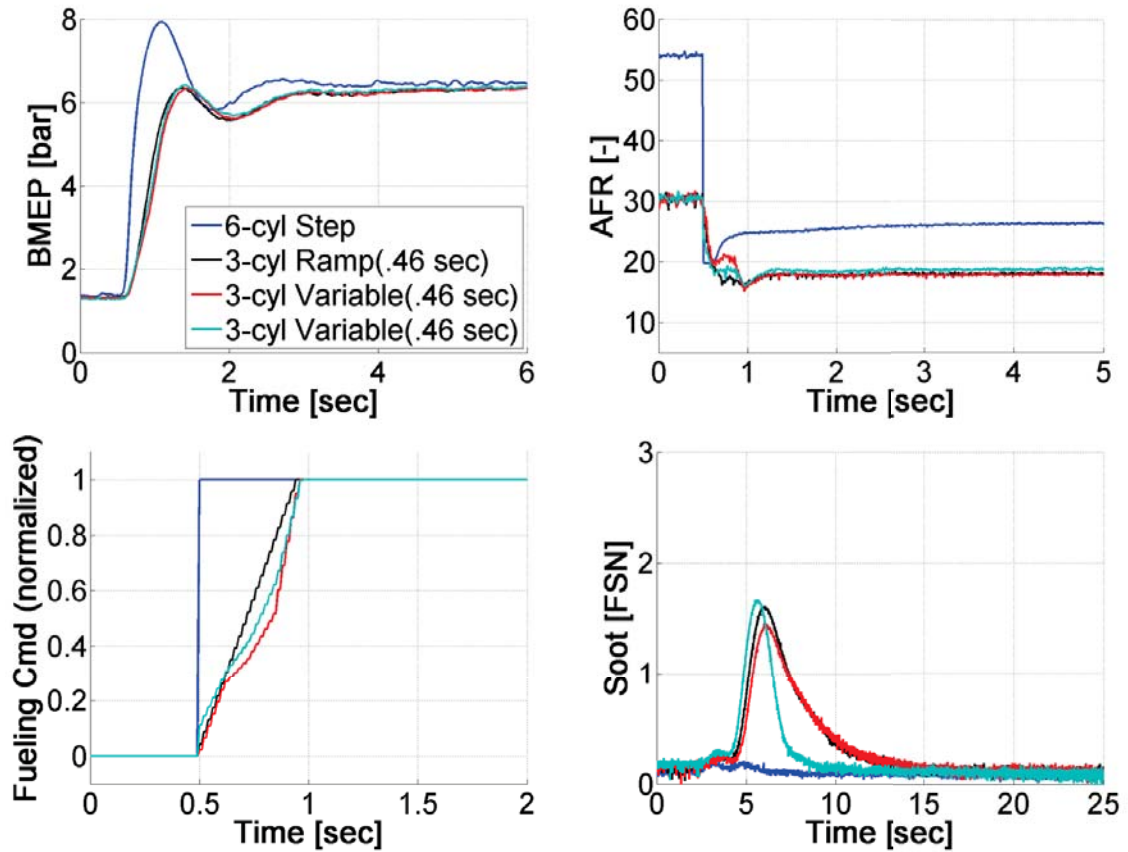 BMEP [bar]
8
6
4
2
0
6-cyl Step
3-cyl Ramp(.46 sec)
3-cyl Variable(.46 sec)
3-cyl Variable(.46 sec)
0 2 4 6
Time [sec]
AFR [-]
60
50
40
30
20
10
0 1 2 3 4 5
Time [sec]
Fueling Cmd (normalized)
1
0.8
0.6
0.4
0.2
0
0 0.5 1 1.5 2
Time [sec]
Soot [FSN]
3
2
1
0
0 5 10 15 20 25
Time [sec]